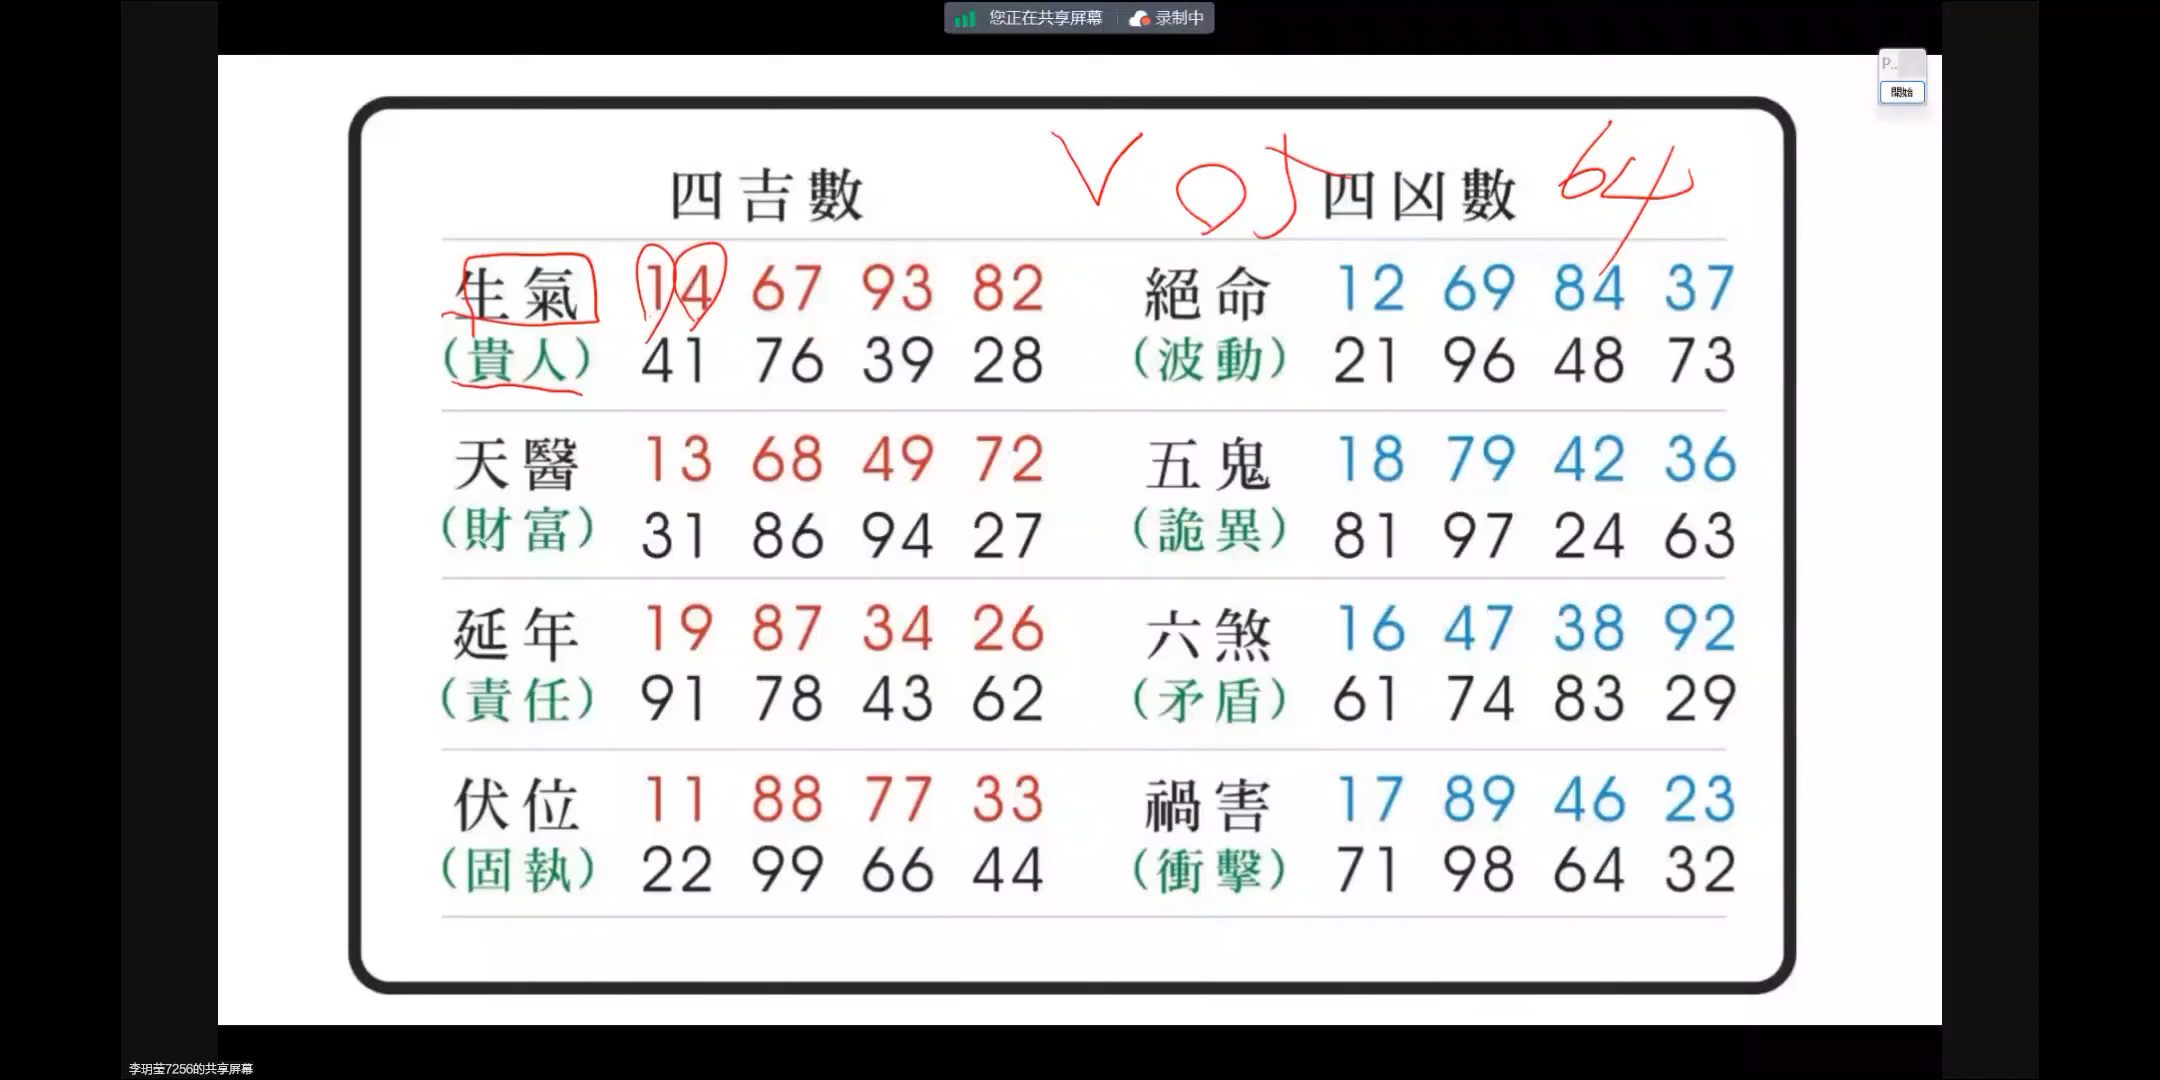 您正在共享屏幕 录制中
P..
開始
四吉數 V 05 四凶數 64
生氣 14 67 93 82 絕命 12 69 84 37
(貴人) 41 76 39 28 (波動) 21 96 48 73
天醫 13 68 49 72 五鬼 18 79 42 36
(財富) 31 86 94 27 (詭異) 81 97 24 63
延年 19 87 34 26 六煞 16 47 38 92
(責任) 91 78 43 62 (矛盾) 61 74 83 29
伏位 11 88 77 33 禍害 17 89 46 23
(固執) 22 99 66 44 (衝擊) 71 98 64 32
李玥莹7256的共享屏幕